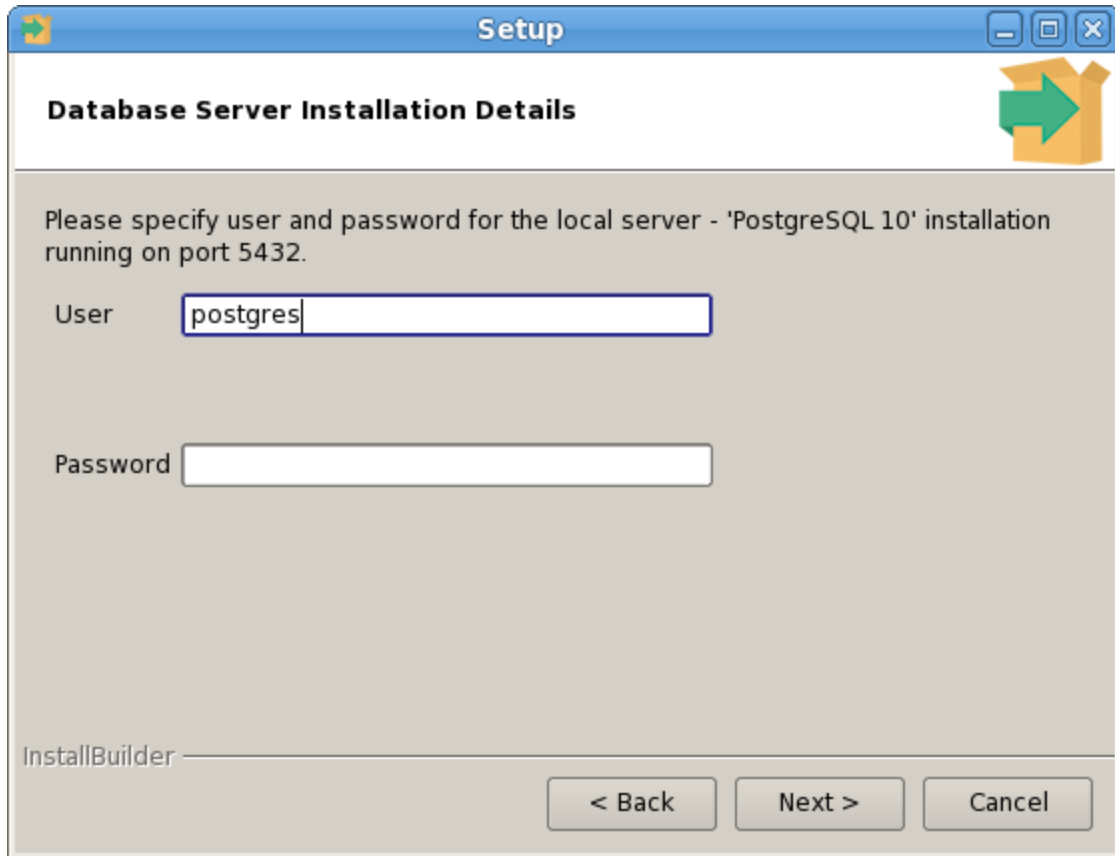 Setup
Database Server Installation Details
Please specify user and password for the local server - 'PostgreSQL 10' installation
running on port 5432.
User
postgres
Password
InstallBuilder
< Back
Next >
Cancel